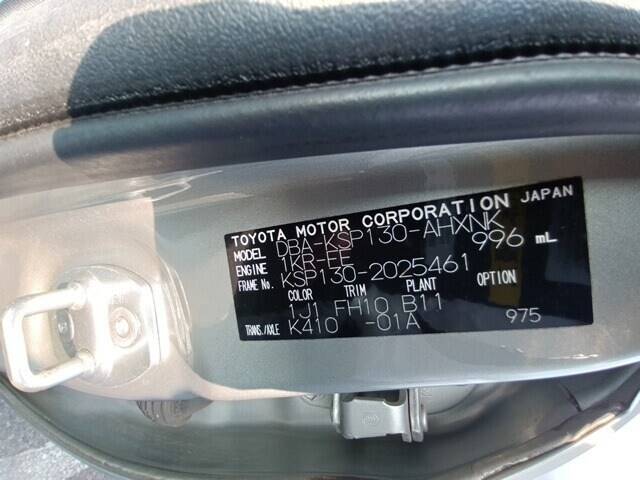 TOYOTA MOTOR CORPORATION JAPAN
MODEL DBA-KSP130-AHXNK
ENGINE 1KR-FE 996 mL
FRAME No. KSP130-2025461
COLOR TRIM PLANT OPTION
1J1 FH10 B11
TRANS./AXLE K410 -01A 975